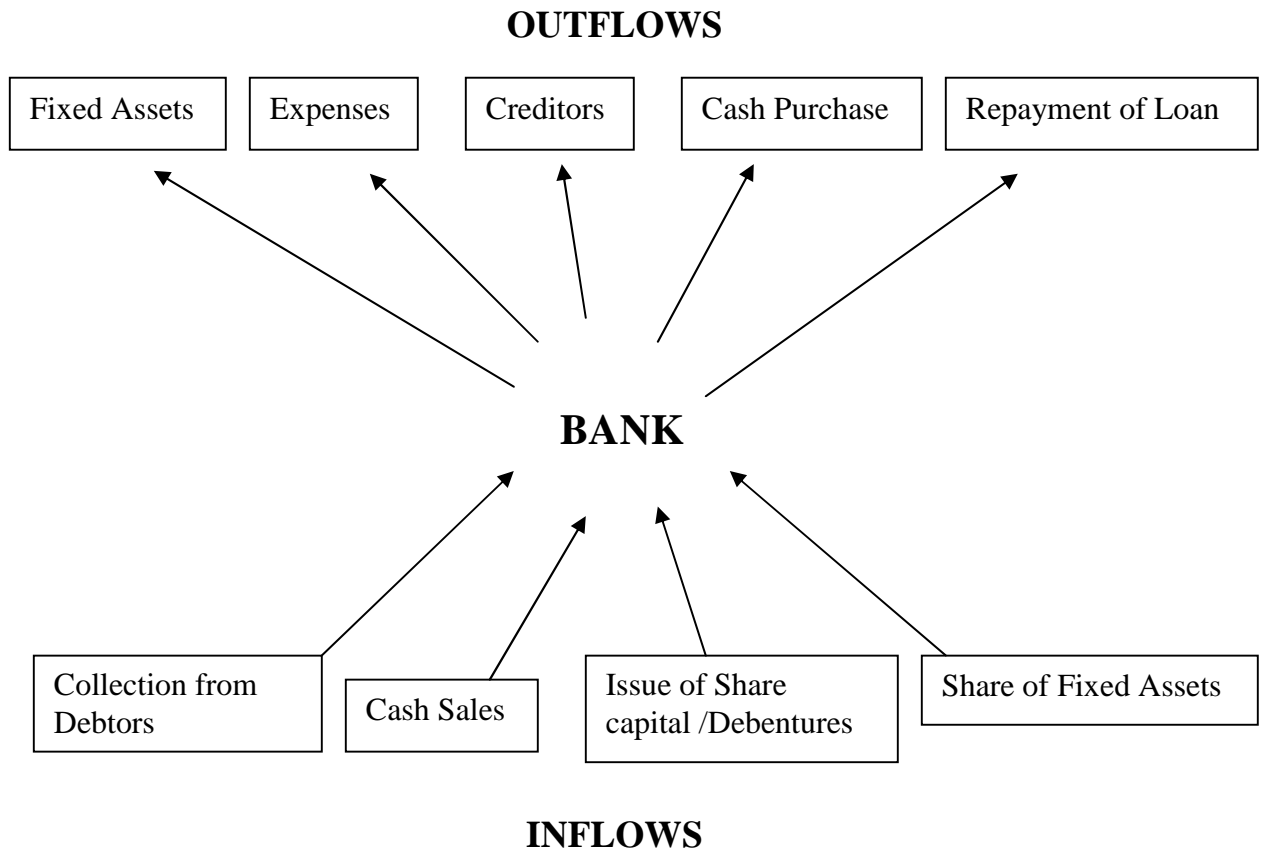 OUTFLOWS
Fixed Assets
Expenses
Creditors
Cash Purchase
Repayment of Loan
BANK
Collection from
Debtors
Cash Sales
Issue of Share
capital /Debentures
Share of Fixed Assets
INFLOWS